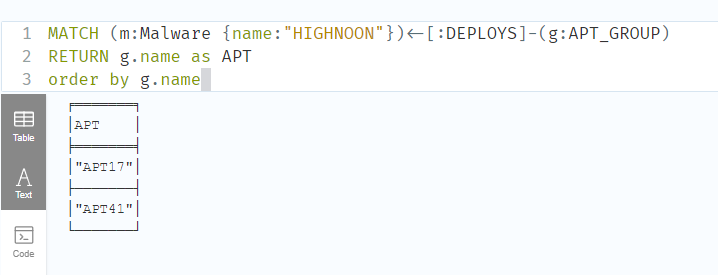 1 MATCH (m:Malware {name:"HIGHNOON"})<-[:DEPLOYS]-(g:APT_GROUP)
2 RETURN g.name as APT
3 order by g.name
Table
Text
Code
APT
"APT17"
"APT41"